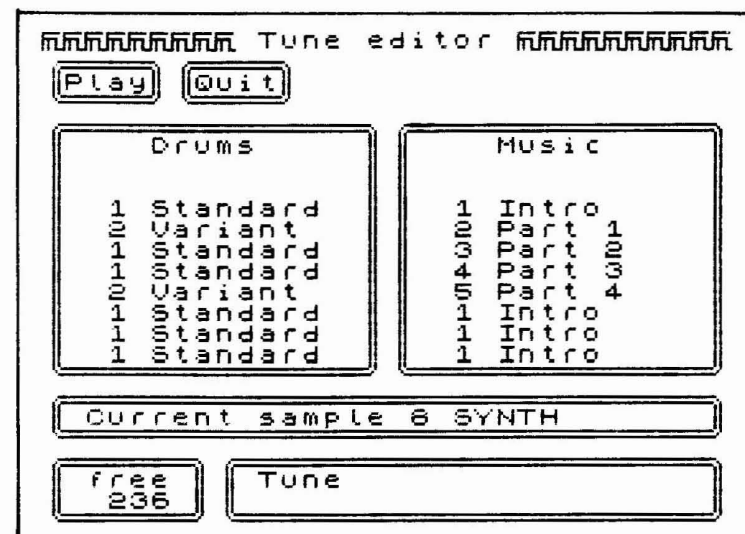 Tune editor
Play Quit
Drums
1 Standard
2 Variant
1 Standard
1 Standard
2 Variant
1 Standard
1 Standard
1 Standard
Music
1 Intro
2 Part 1
3 Part 2
4 Part 3
5 Part 4
1 Intro
1 Intro
1 Intro
Current sample 8 SYNTH
free
236
Tune